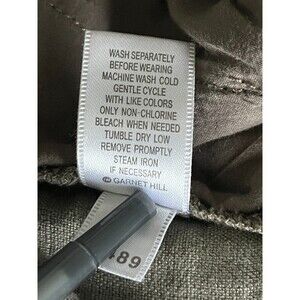 WASH SEPARATELY
BEFORE WEARING
MACHINE WASH COLD
GENTLE CYCLE
WITH LIKE COLORS
ONLY NON-CHLORINE
BLEACH WHEN NEEDED
TUMBLE DRY LOW
REMOVE PROMPTLY
STEAM IRON
IF NECESSARY
GARNET HILL